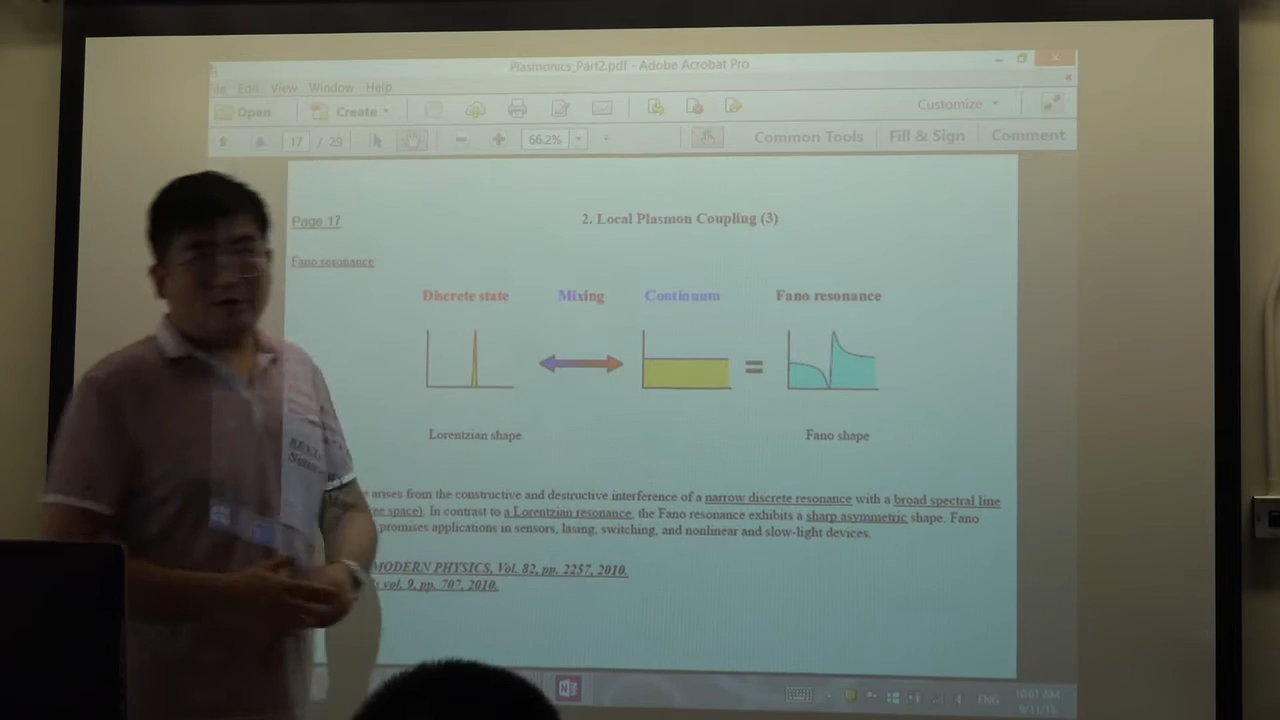 Plasmonics_Part2.pdf - Adobe Acrobat Pro
Edit View Window Help
Open Create Customize
17 / 29 66.2% Common Tools Fill & Sign Comment
Page 17 2. Local Plasmon Coupling (3)
Fano resonance
Discrete state Mixing Continuum Fano resonance
=
Lorentzian shape Fano shape
arises from the constructive and destructive interference of a narrow discrete resonance with a broad spectral line
space). In contrast to a Lorentzian resonance, the Fano resonance exhibits a sharp asymmetric shape. Fano
promises applications in sensors, lasing, switching, and nonlinear and slow-light devices.
MODERN PHYSICS, Vol. 82, pp. 2257, 2010.
vol. 9, pp. 707, 2010.
ENG 10:01 AM